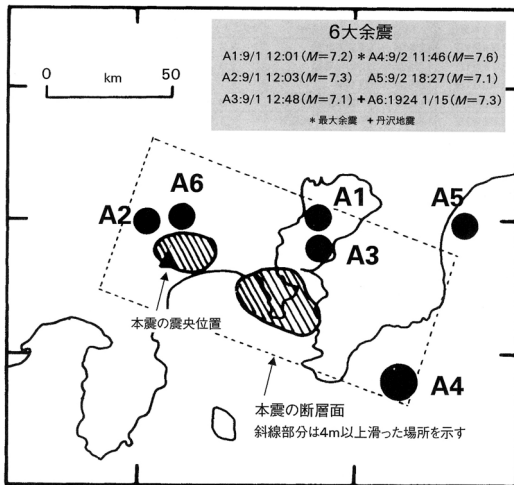 6大余震
A1:9/1 12:01(M=7.2) *A4:9/2 11:46(M=7.6)
A2:9/1 12:03(M=7.3) A5:9/2 18:27(M=7.1)
A3:9/1 12:48(M=7.1) +A6:1924 1/15(M=7.3)
*最大余震 +丹沢地震
0 50
km
A6
A2
A1
A5
A3
本震の震央位置
A4
本震の断層面
斜線部分は4m以上滑った場所を示す